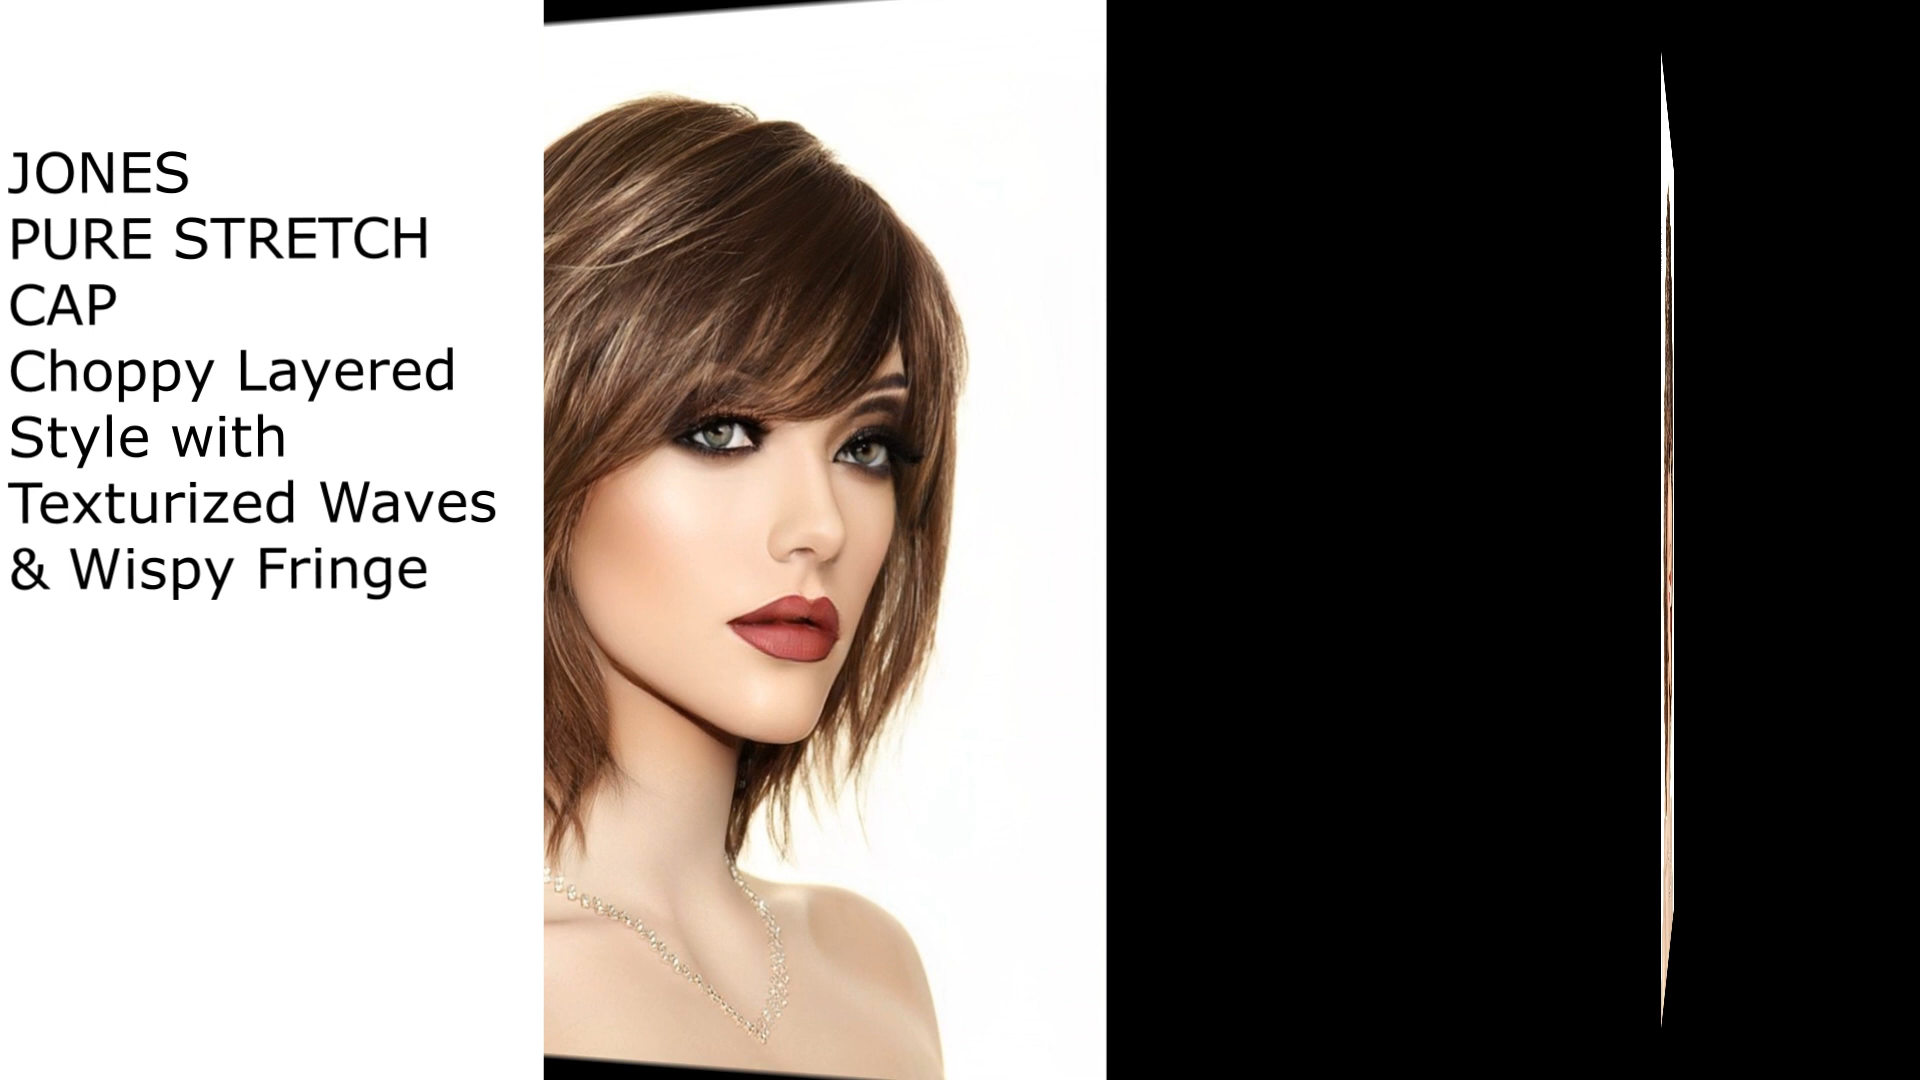 JONES
PURE STRETCH
CAP
Choppy Layered
Style with
Texturized Waves
& Wispy Fringe